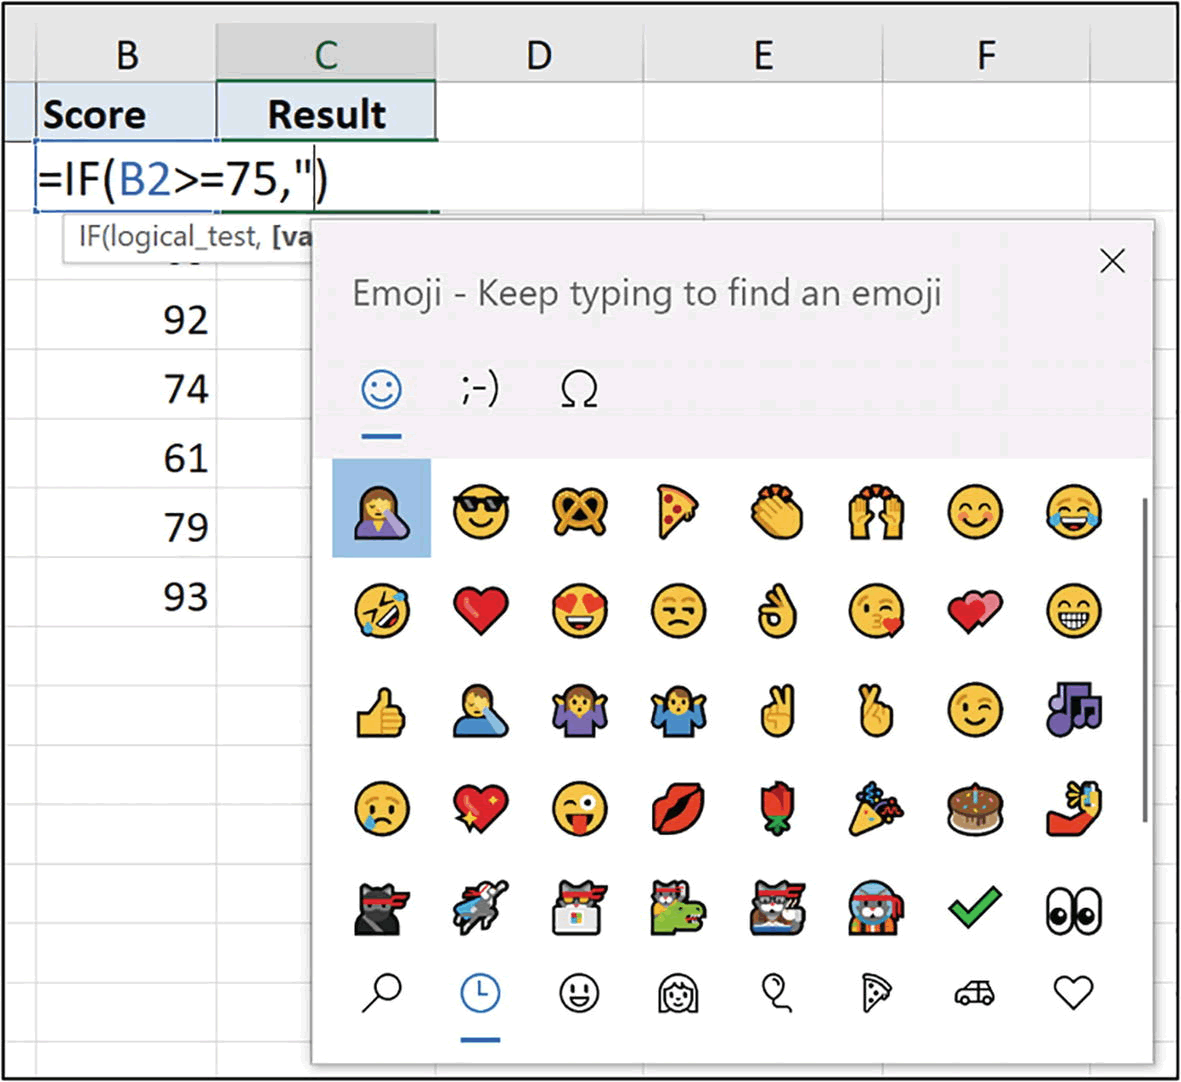 B C D E F
Score Result
=IF(B2>=75,")
IF(logical_test, [va
Emoji - Keep typing to find an emoji
;-) Ω
92
74
61
79
93